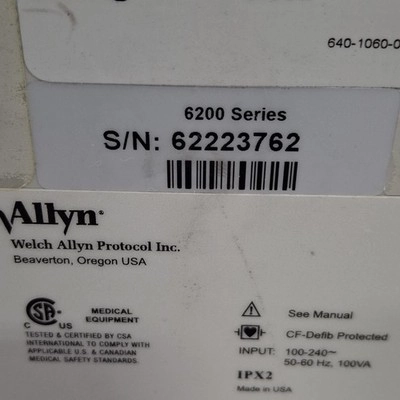 640-1060-0
6200 Series
S/N: 62223762
Allyn®
Welch Allyn Protocol Inc.
Beaverton, Oregon USA
CSA
C US
MEDICAL
EQUIPMENT
TESTED & CERTIFIED BY CSA
INTERNATIONAL TO COMPLY WITH
APPLICABLE U.S. & CANADIAN
MEDICAL SAFETY STANDARDS.
See Manual
CF-Defib Protected
INPUT: 100-240~
50-60 Hz, 100VA
IPX2
Made in USA